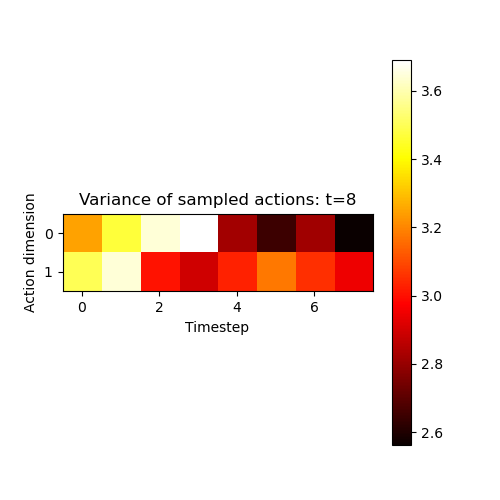 Variance of sampled actions: t=8
Action dimension
0
1
0 2 4 6
Timestep
3.6
3.4
3.2
3.0
2.8
2.6